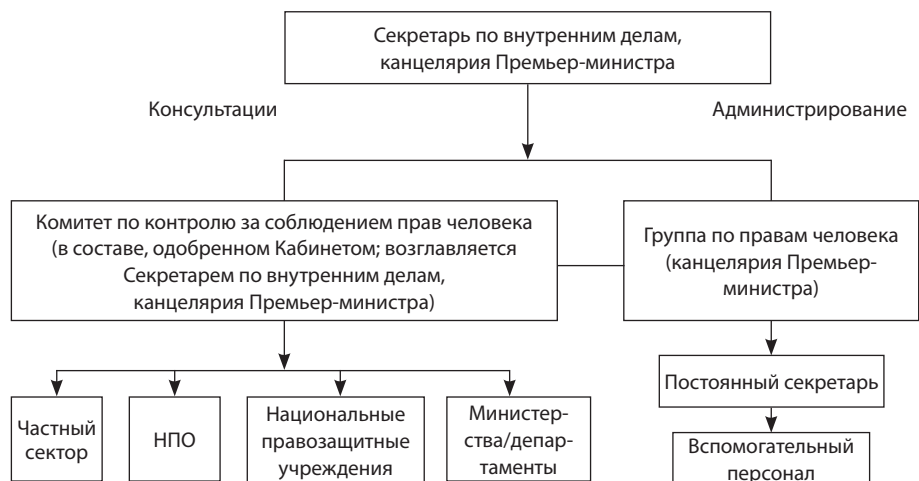 Секретарь по внутренним делам,
канцелярия Премьер-министра
Консультации
Администрирование
Комитет по контролю за соблюдением прав человека
(в составе, одобренном Кабинетом; возглавляется
Секретарем по внутренним делам,
канцелярия Премьер-министра)
Группа по правам человека
(канцелярия Премьер-
министра)
Частный
сектор
НПО
Национальные
правозащитные
учреждения
Министер-
ства/депар-
таменты
Постоянный секретарь
Вспомогательный
персонал